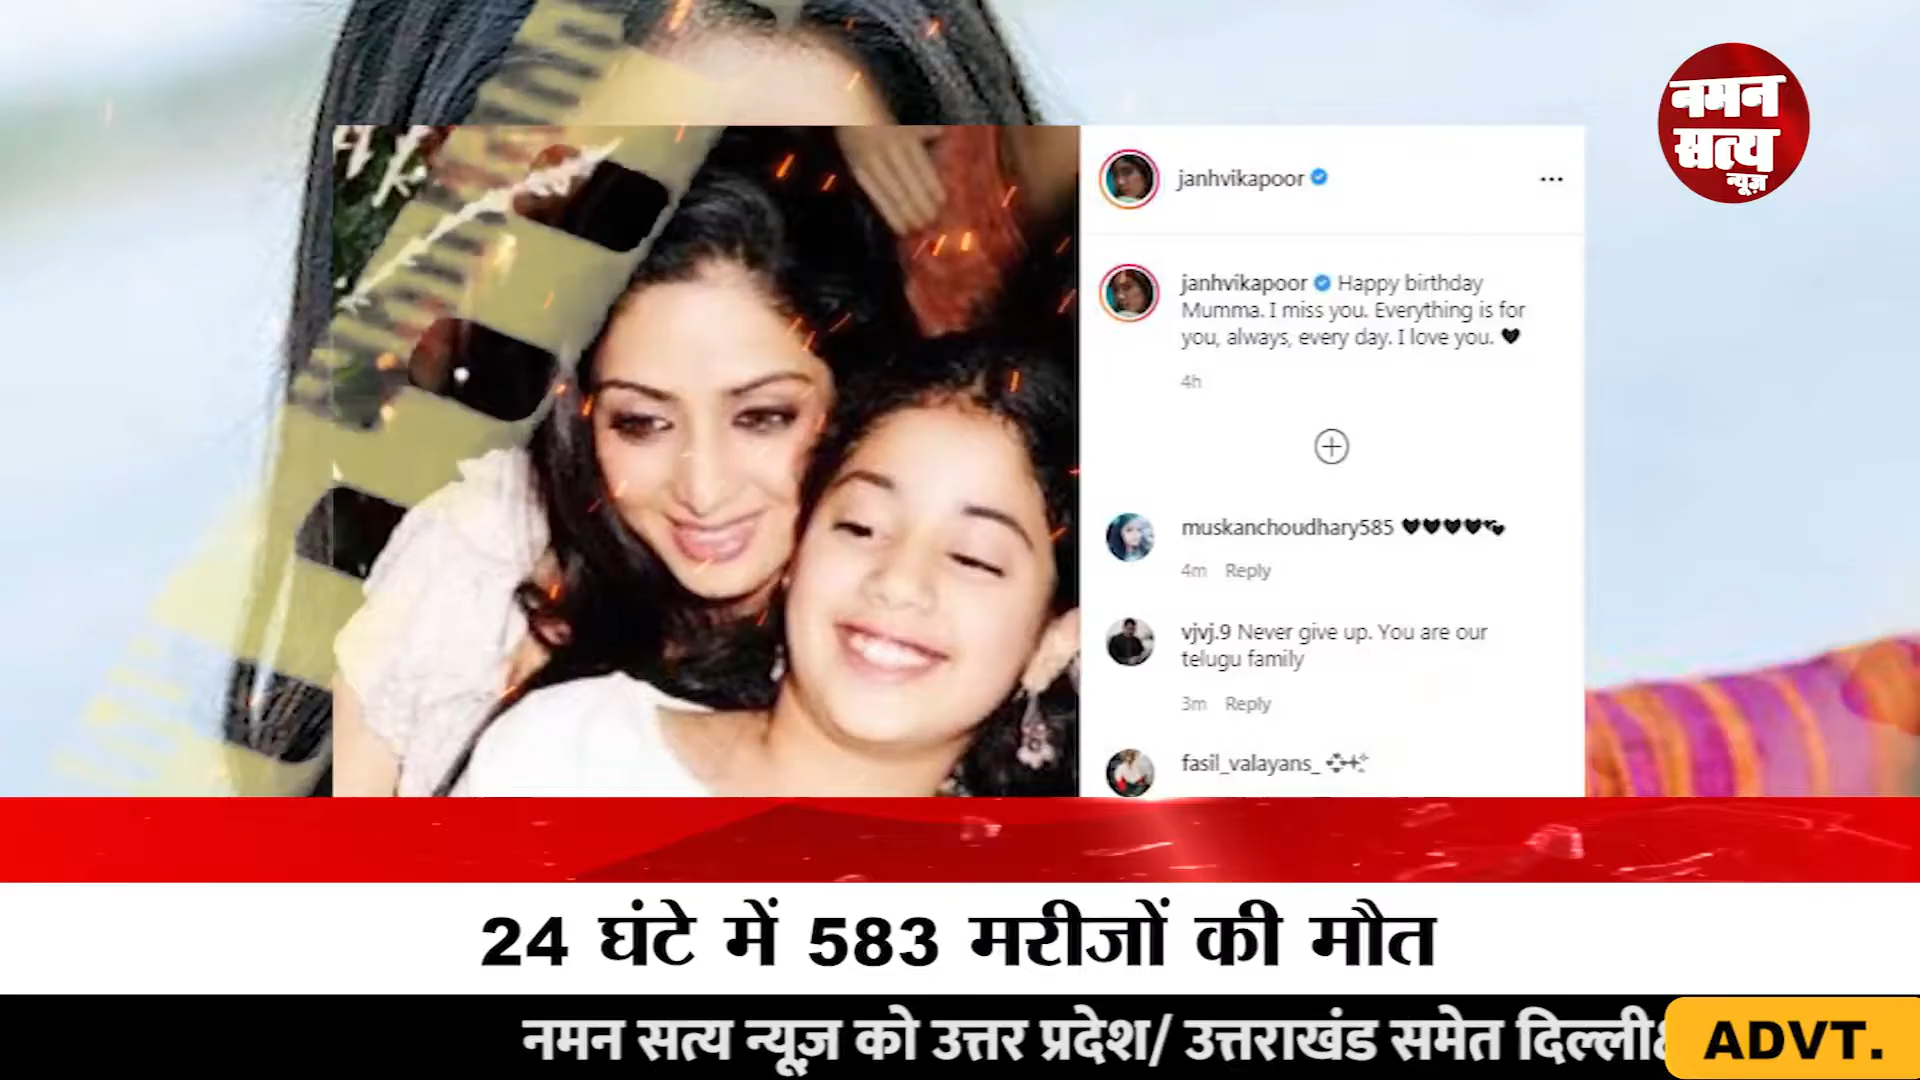 नमन
सत्य
न्यूज़
janhvikapoor
janhvikapoor Happy birthday
Mumma. I miss you. Everything is for
you, always, every day. I love you. 🖤
4h
muskanchoudhary585
4m Reply
vjvj.9 Never give up. You are our
telugu family
3m Reply
fasil_valayans_
24 घंटे में 583 मरीजों की मौत
नमन सत्य न्यूज़ को उत्तर प्रदेश/ उत्तराखंड समेत दिल्ली
ADVT.